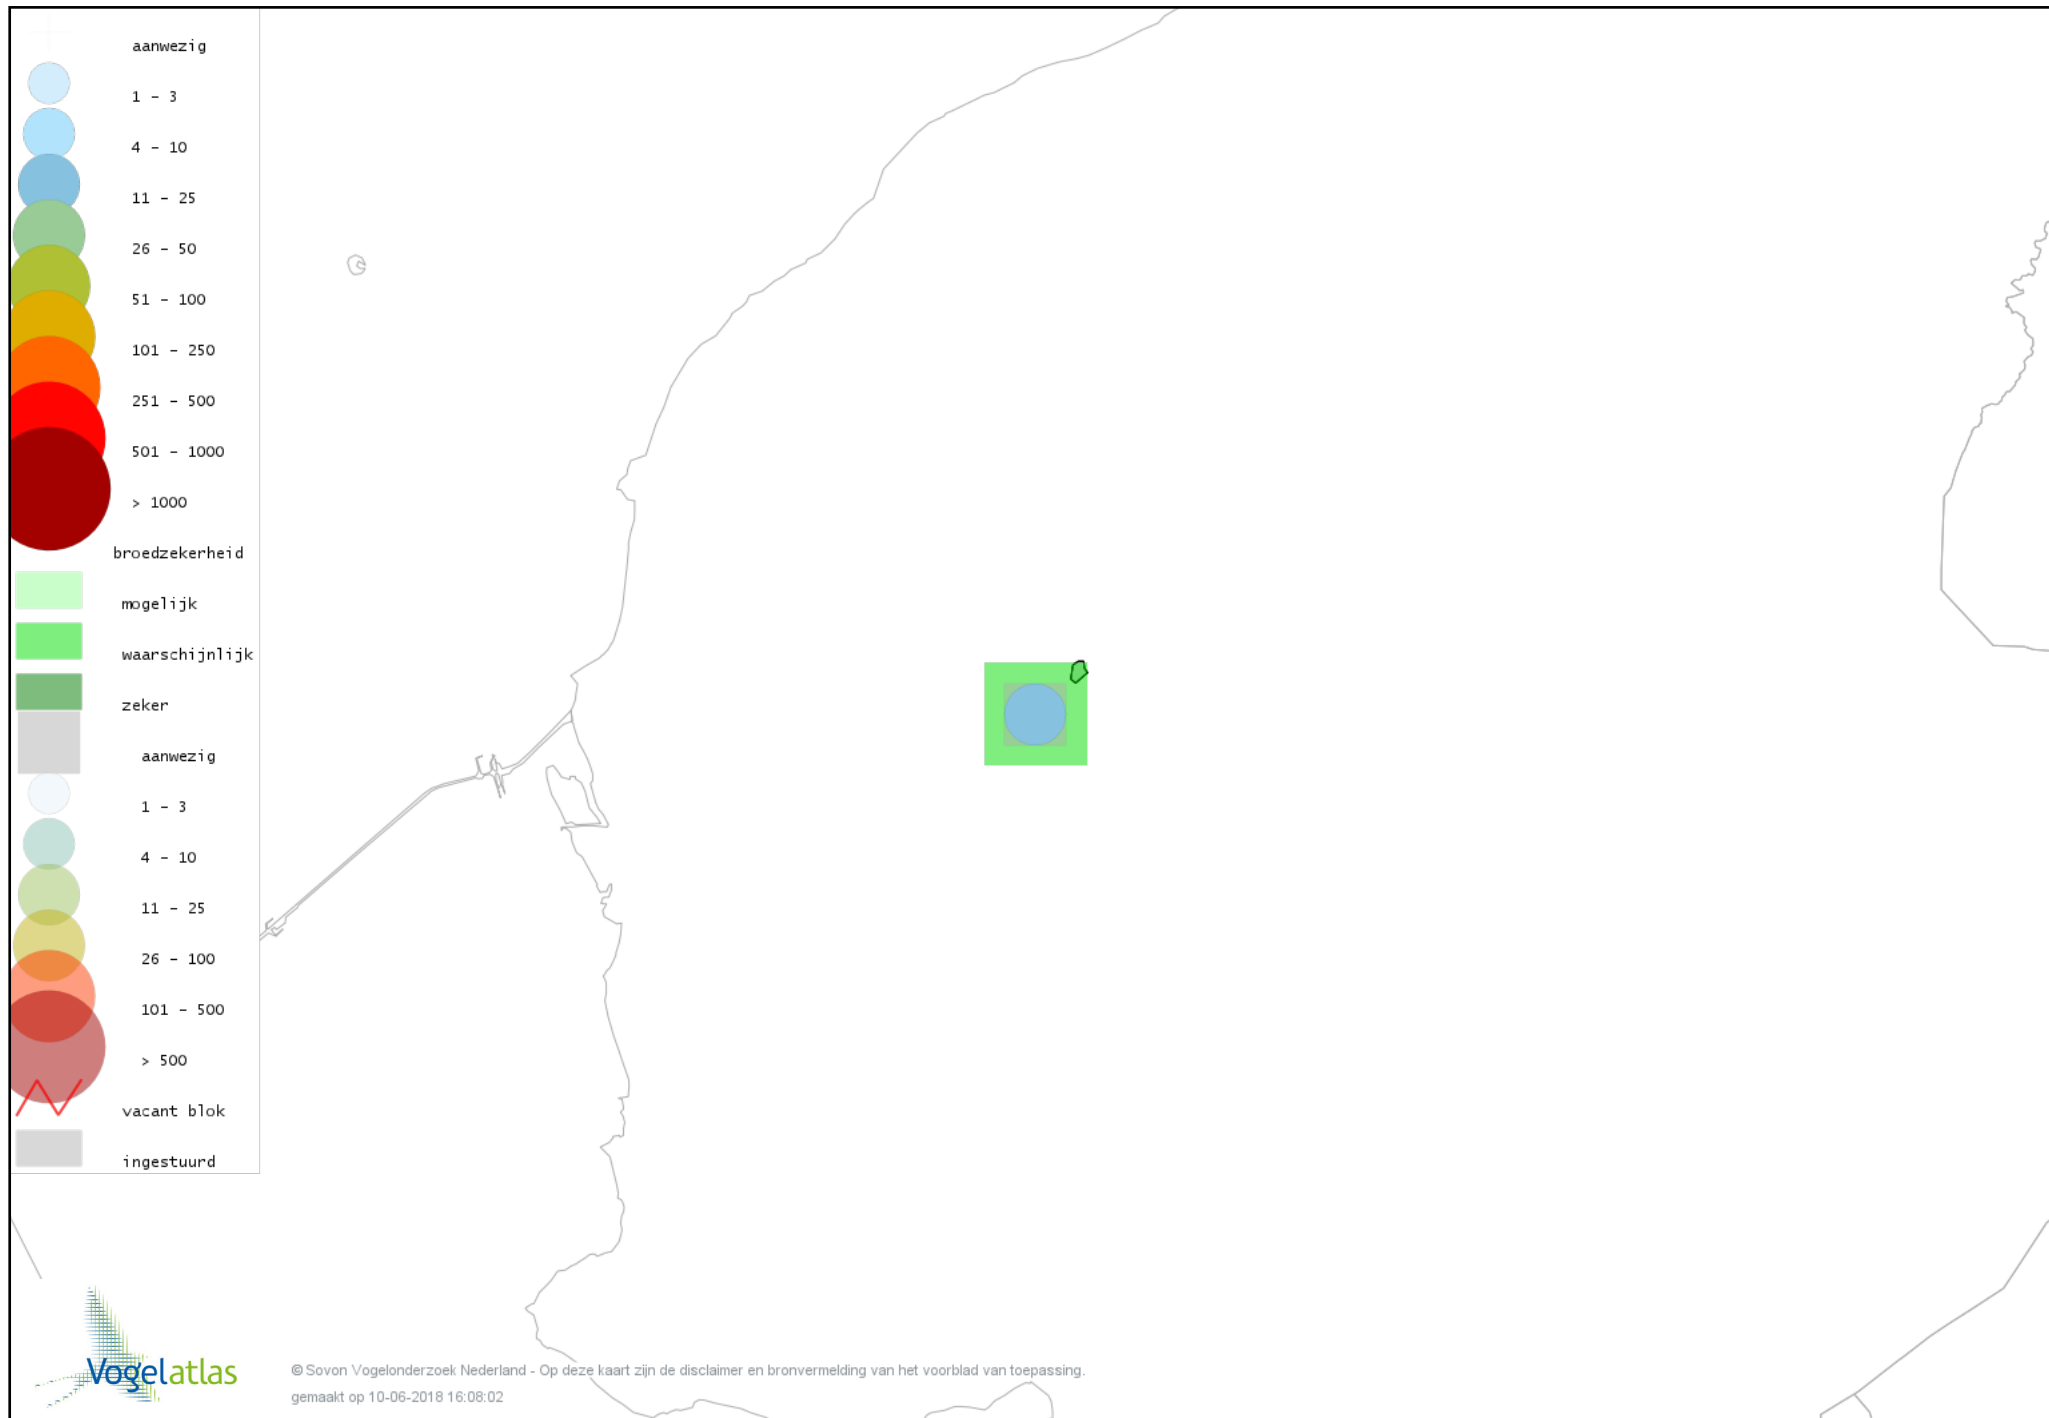 aanwezig
1 - 3
4 - 10
11 - 25
26 - 50
51 - 100
101 - 250
251 - 500
501 - 1000
> 1000
broedzekerheid
mogelijk
waarschijnlijk
zeker
aanwezig
1 - 3
4 - 10
11 - 25
26 - 100
101 - 500
> 500
vacant blok
ingestuurd
Vogelatlas
© Sovon Vogelonderzoek Nederland - Op deze kaart zijn de disclaimer en bronvermelding van het voorblad van toepassing.
gemaakt op 10-06-2018 16:08:02